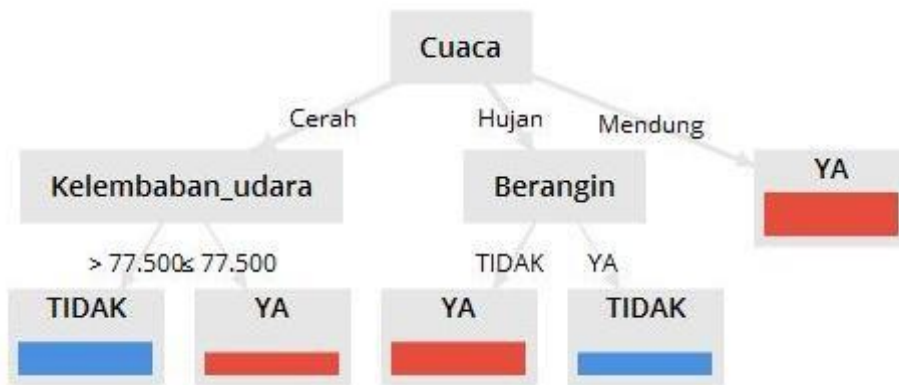 Cuaca
Cerah
Hujan
Mendung
Kelembaban_udara
Berangin
YA
> 77.500
≤ 77.500
TIDAK
YA
TIDAK
YA
YA
TIDAK